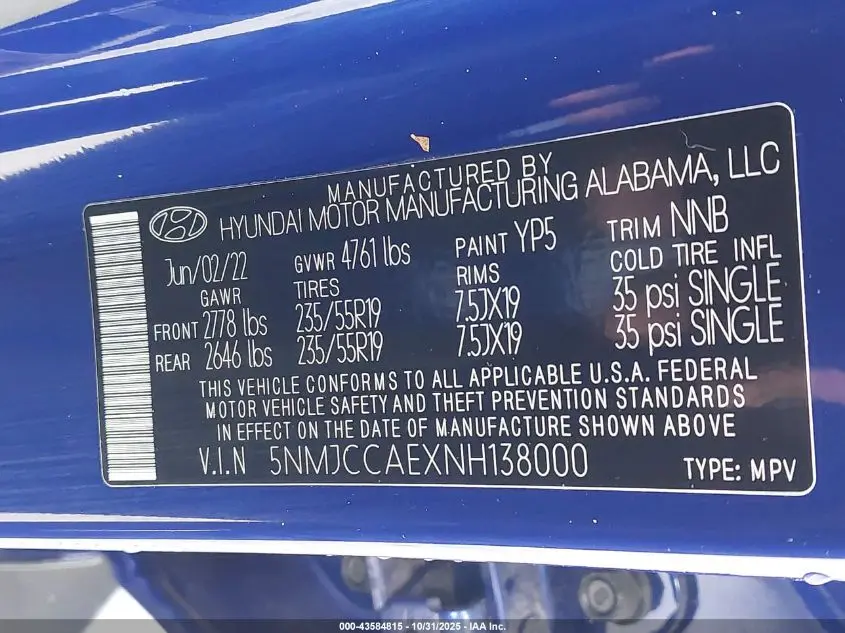 MANUFACTURED BY
HYUNDAI MOTOR MANUFACTURING ALABAMA, LLC
Jun/02/22 GVWR 4761 lbs PAINT YP5 TRIM NNB
GAWR TIRES RIMS COLD TIRE INFL
FRONT 2778 lbs 235/55R19 7.5JX19 35 psi SINGLE
REAR 2646 lbs 235/55R19 7.5JX19 35 psi SINGLE
THIS VEHICLE CONFORMS TO ALL APPLICABLE U.S.A. FEDERAL
MOTOR VEHICLE SAFETY AND THEFT PREVENTION STANDARDS
IN EFFECT ON THE DATE OF MANUFACTURE SHOWN ABOVE
V.I.N 5NMJCCAEXNH138000 TYPE: MPV
000-43584815 - 10/31/2025 - IAA Inc.